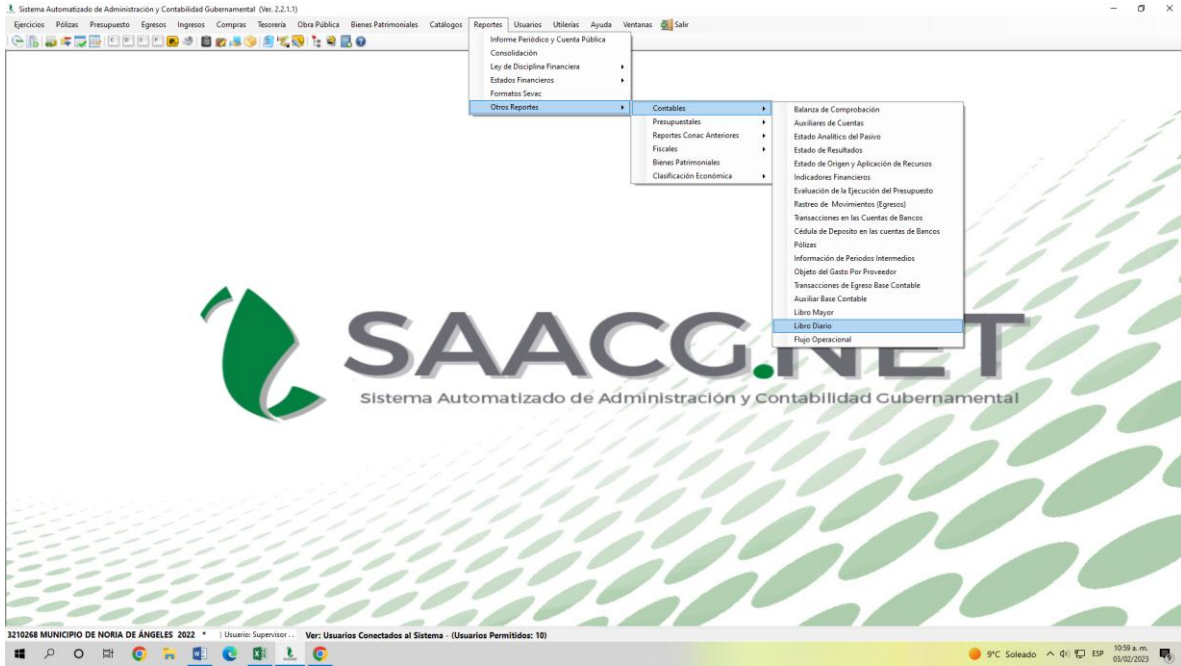 Sistema Automatizado de Administración y Contabilidad Gubernamental (Ver. 2.2.1.1)
Ejercicios Pólizas Presupuesto Egresos Ingresos Compras Tesorería Obra Pública Bienes Patrimoniales Catálogos Reportes Usuarios Utilerias Ayuda Ventanas Salir
Informe Periódico y Cuenta Pública
Consolidación
Ley de Disciplina Financiera
Estados Financieros
Formatos Sevac
Otros Reportes
Contables
Presupuestales
Reportes Conac Anteriores
Fiscales
Bienes Patrimoniales
Clasificación Económica
Balanza de Comprobación
Auxiliares de Cuentas
Estado Analítico del Pasivo
Estado de Resultados
Estado de Origen y Aplicación de Recursos
Indicadores Financieros
Evaluación de la Ejecución del Presupuesto
Rastreo de Movimientos (Egresos)
Transacciones en las Cuentas de Bancos
Cédula de Deposito en las cuentas de Bancos
Pólizas
Información de Periodos Intermedios
Objeto del Gasto Por Proveedor
Transacciones de Egreso Base Contable
Auxiliar Base Contable
Libro Mayor
Libro Diario
Flujo Operacional
SAACG.NET
Sistema Automatizado de Administración y Contabilidad Gubernamental
3210268 MUNICIPIO DE NORIA DE ÁNGELES 2022 * | Usuario: Supervisor . . Ver: Usuarios Conectados al Sistema - (Usuarios Permitidos: 10)
9°C Soleado ESP 10:59 a. m.
03/02/2023